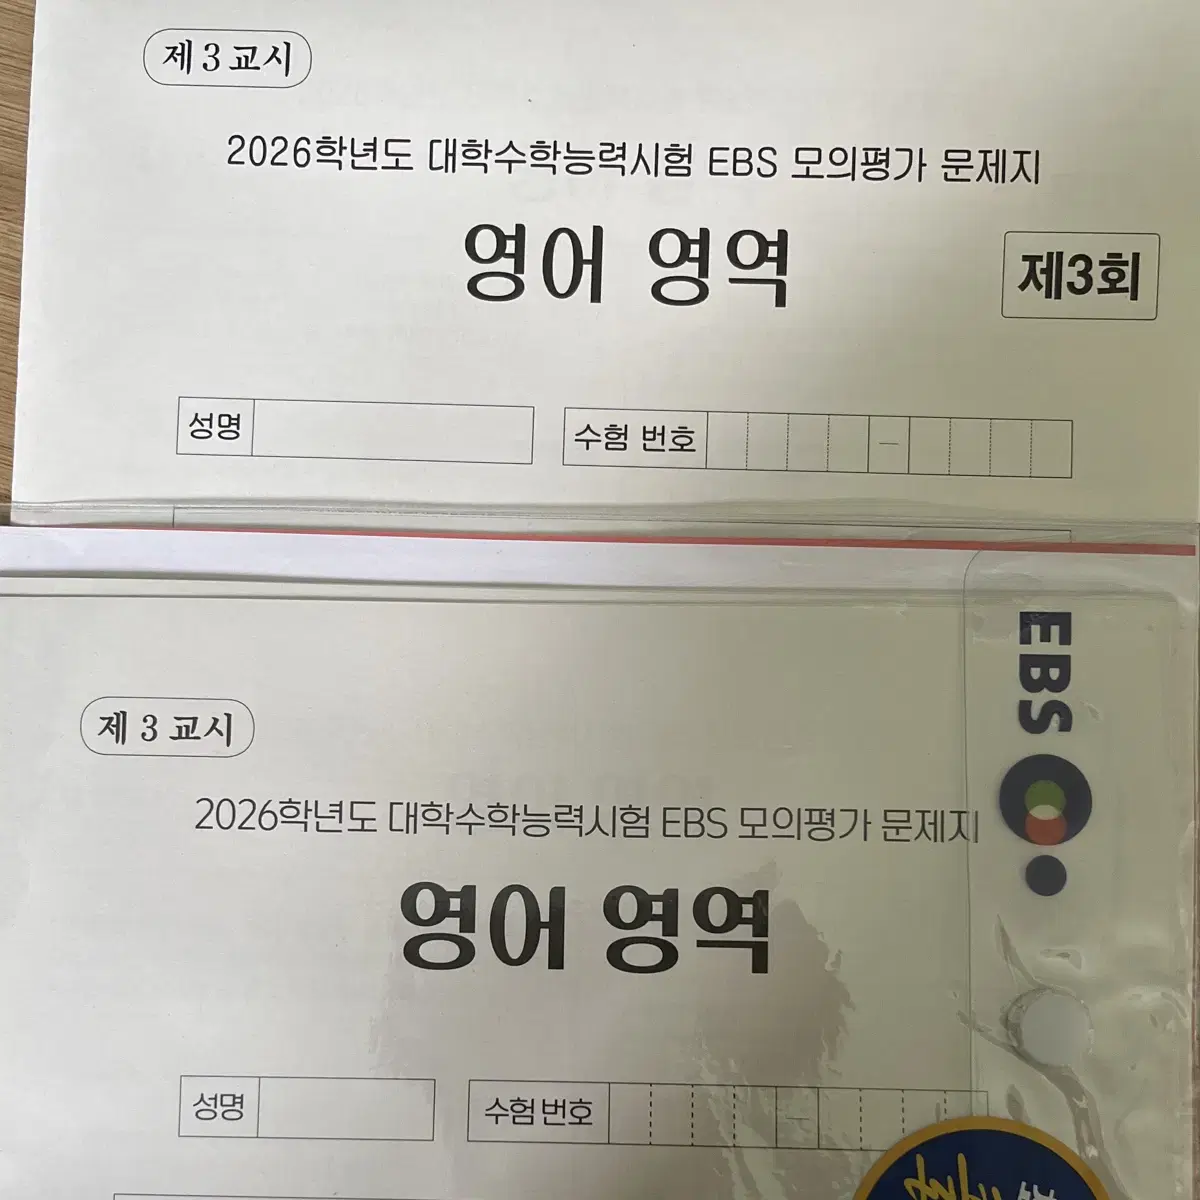 제 3 교시
2026학년도 대학수학능력시험 EBS 모의평가 문제지
영어 영역
제3회
성명
수험 번호
–
EBS
제 3 교시
2026학년도 대학수학능력시험 EBS 모의평가 문제지
영어 영역
성명
수험 번호
–